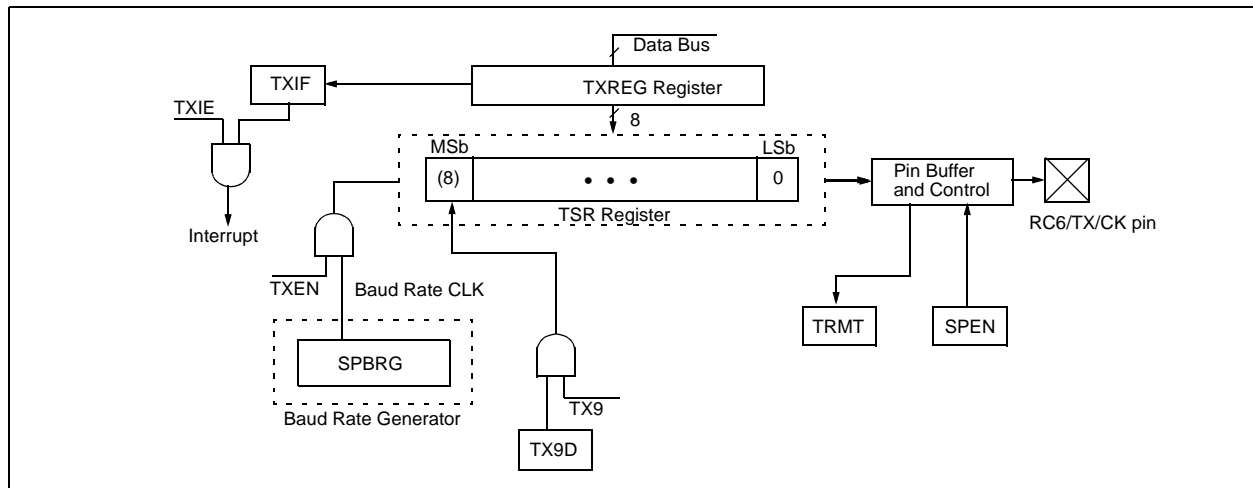 Data Bus
TXIF
TXREG Register
TXIE
8
MSb
LSb
(8)
• • •
0
Pin Buffer
and Control
TSR Register
Interrupt
RC6/TX/CK pin
TXEN
Baud Rate CLK
TRMT
SPEN
SPBRG
Baud Rate Generator
TX9
TX9D